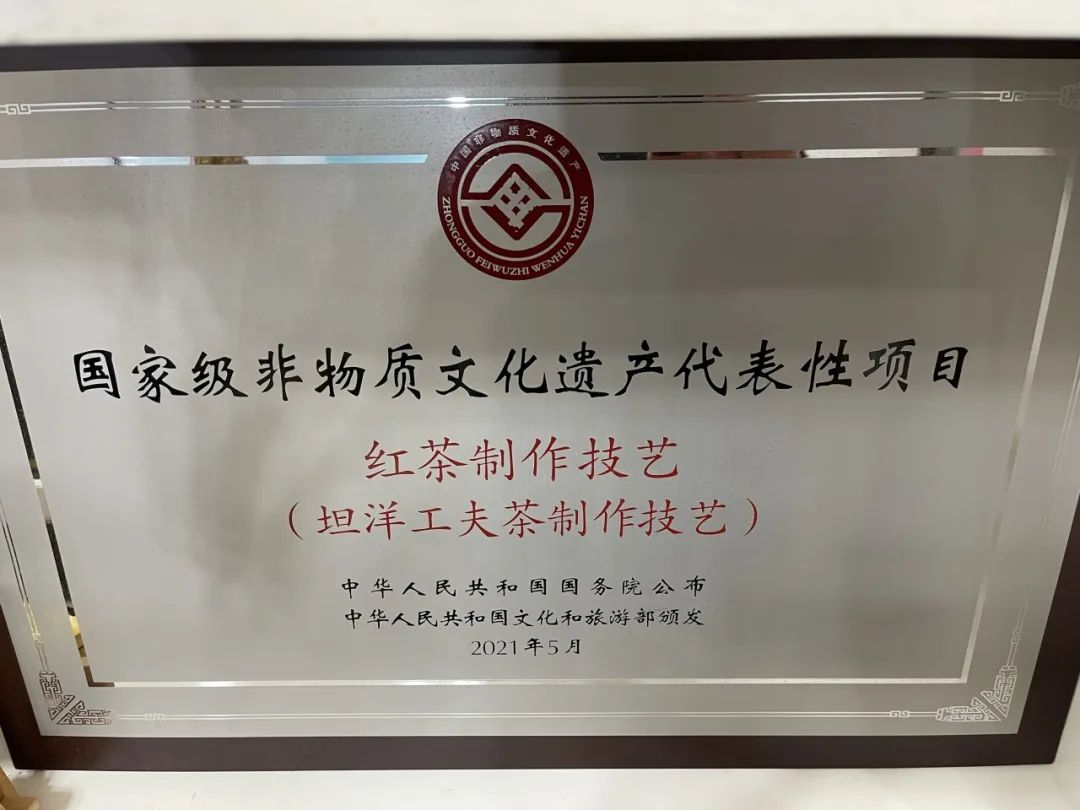 中国非物质文化遗产
ZHONGGUO FEIWUZHI WENHUA YICHAN
国家级非物质文化遗产代表性项目
红茶制作技艺
（坦洋工夫茶制作技艺）
中华人民共和国国务院公布
中华人民共和国文化和旅游部颁发
2021年5月